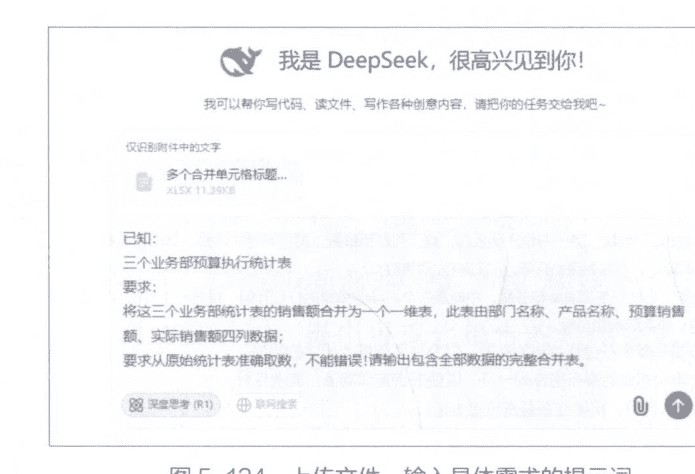 我是 DeepSeek，很高兴见到你！
我可以帮你写代码、读文件、写作各种创意内容，请把你的任务交给我吧~
仅识别附件中的文字
多个合并单元格标题...
XLSX 11.39KB
已知：
三个业务部预算执行统计表
要求：
将这三个业务部统计表的销售额合并为一个一维表，此表由部门名称、产品名称、预算销售
额、实际销售额四列数据；
要求从原始统计表准确取数，不能错误！请输出包含全部数据的完整合并表。
深度思考 (R1)
联网搜索
图 5-124 上传文件、输入具体需求的提示词